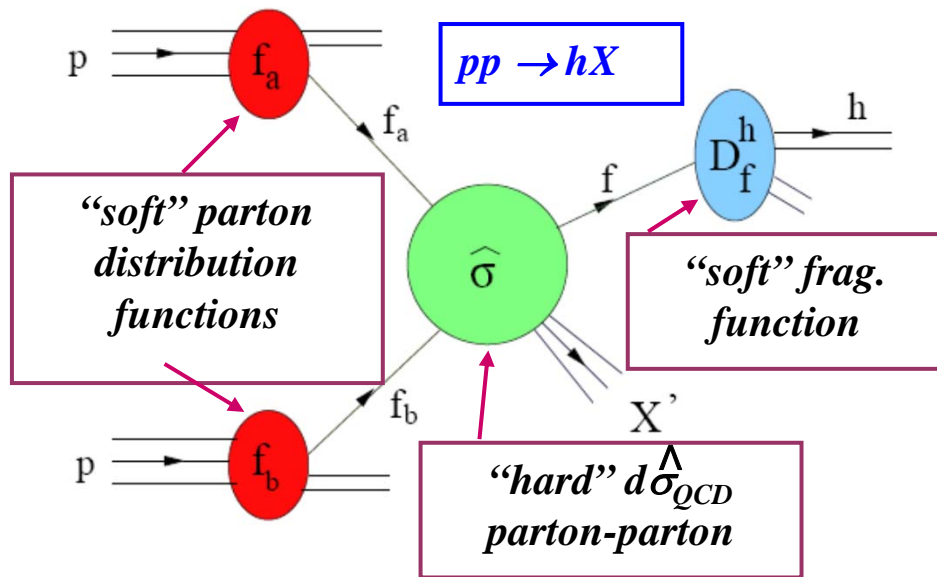 p
f_a
pp → hX
f_a
h
D_f^h
f
“soft” parton
distribution
functions
σ̂
“soft” frag.
function
f_b
X’
p
f_b
“hard” dσ̂_QCD
parton-parton